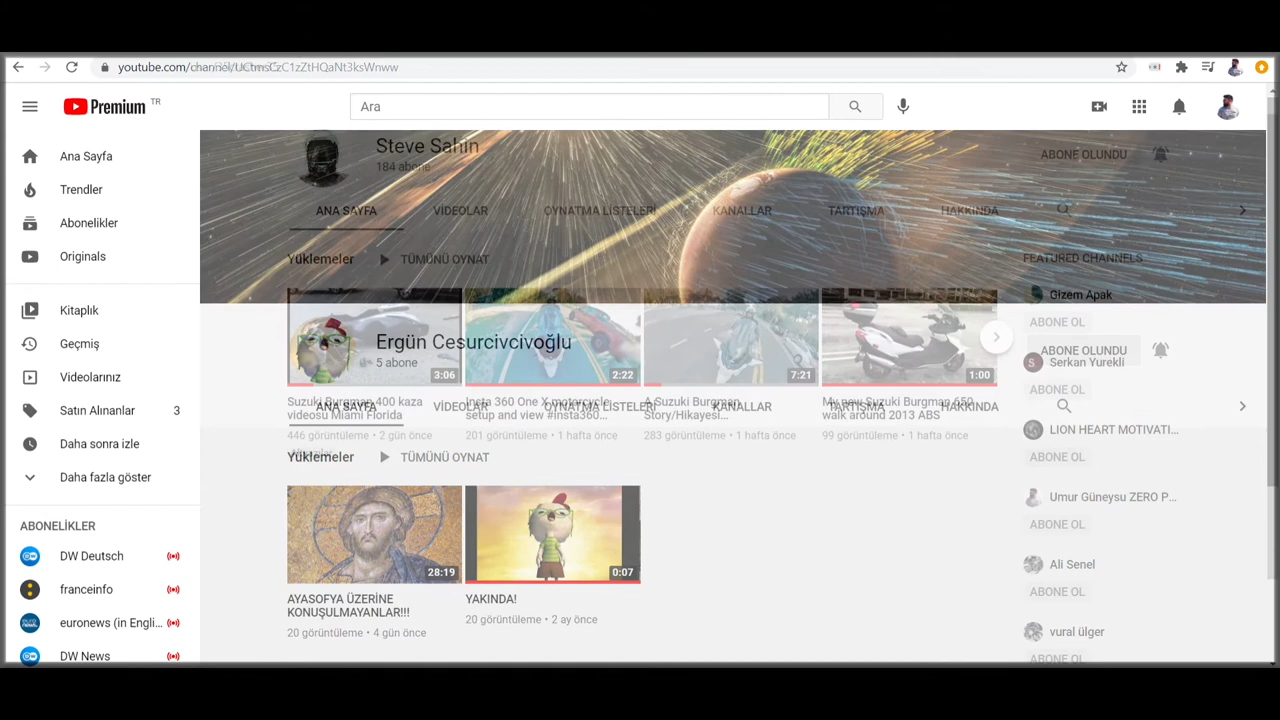 youtube.com/channel/UCtmsCzC1zZtHQaNt3ksWnww
Premium TR
Ara
Ana Sayfa
Trendler
Abonelikler
Originals
Kitaplık
Geçmiş
Videolarınız
Satın Alınanlar 3
Daha sonra izle
Daha fazla göster
ABONELİKLER
DW Deutsch
franceinfo
euronews (in Engli...
DW News
Steve Sahin
184 abone
ABONE OLUNDU
ANA SAYFA VİDEOLAR OYNATMA LİSTELERİ KANALLAR TARTIŞMA HAKKINDA
Yüklemeler TÜMÜNÜ OYNAT
3:06
2:22
7:21
1:00
Suzuki Burgman 400 kaza
videosu Miami Florida
446 görüntüleme • 2 gün önce
Insta 360 One X motorcycle
setup and view #insta360...
201 görüntüleme • 1 hafta önce
Suzuki Burgman
Story/Hikayesi...
283 görüntüleme • 1 hafta önce
My new Suzuki Burgman 650
walk around 2013 ABS
99 görüntüleme • 1 hafta önce
FEATURED CHANNELS
Gizem Apak
ABONE OL
Serkan Yurekli
ABONE OL
LION HEART MOTIVATI...
ABONE OL
Umur Güneysu ZERO P...
ABONE OL
Ali Senel
ABONE OL
vural ülger
ABONE OL
Ergün Cesurcivcivoğlu
5 abone
ABONE OLUNDU
ANA SAYFA VİDEOLAR OYNATMA LİSTELERİ KANALLAR TARTIŞMA HAKKINDA
Yüklemeler TÜMÜNÜ OYNAT
28:19
0:07
AYASOFYA ÜZERİNE
KONUŞULMAYANLAR!!!
20 görüntüleme • 4 gün önce
YAKINDA!
20 görüntüleme • 2 ay önce